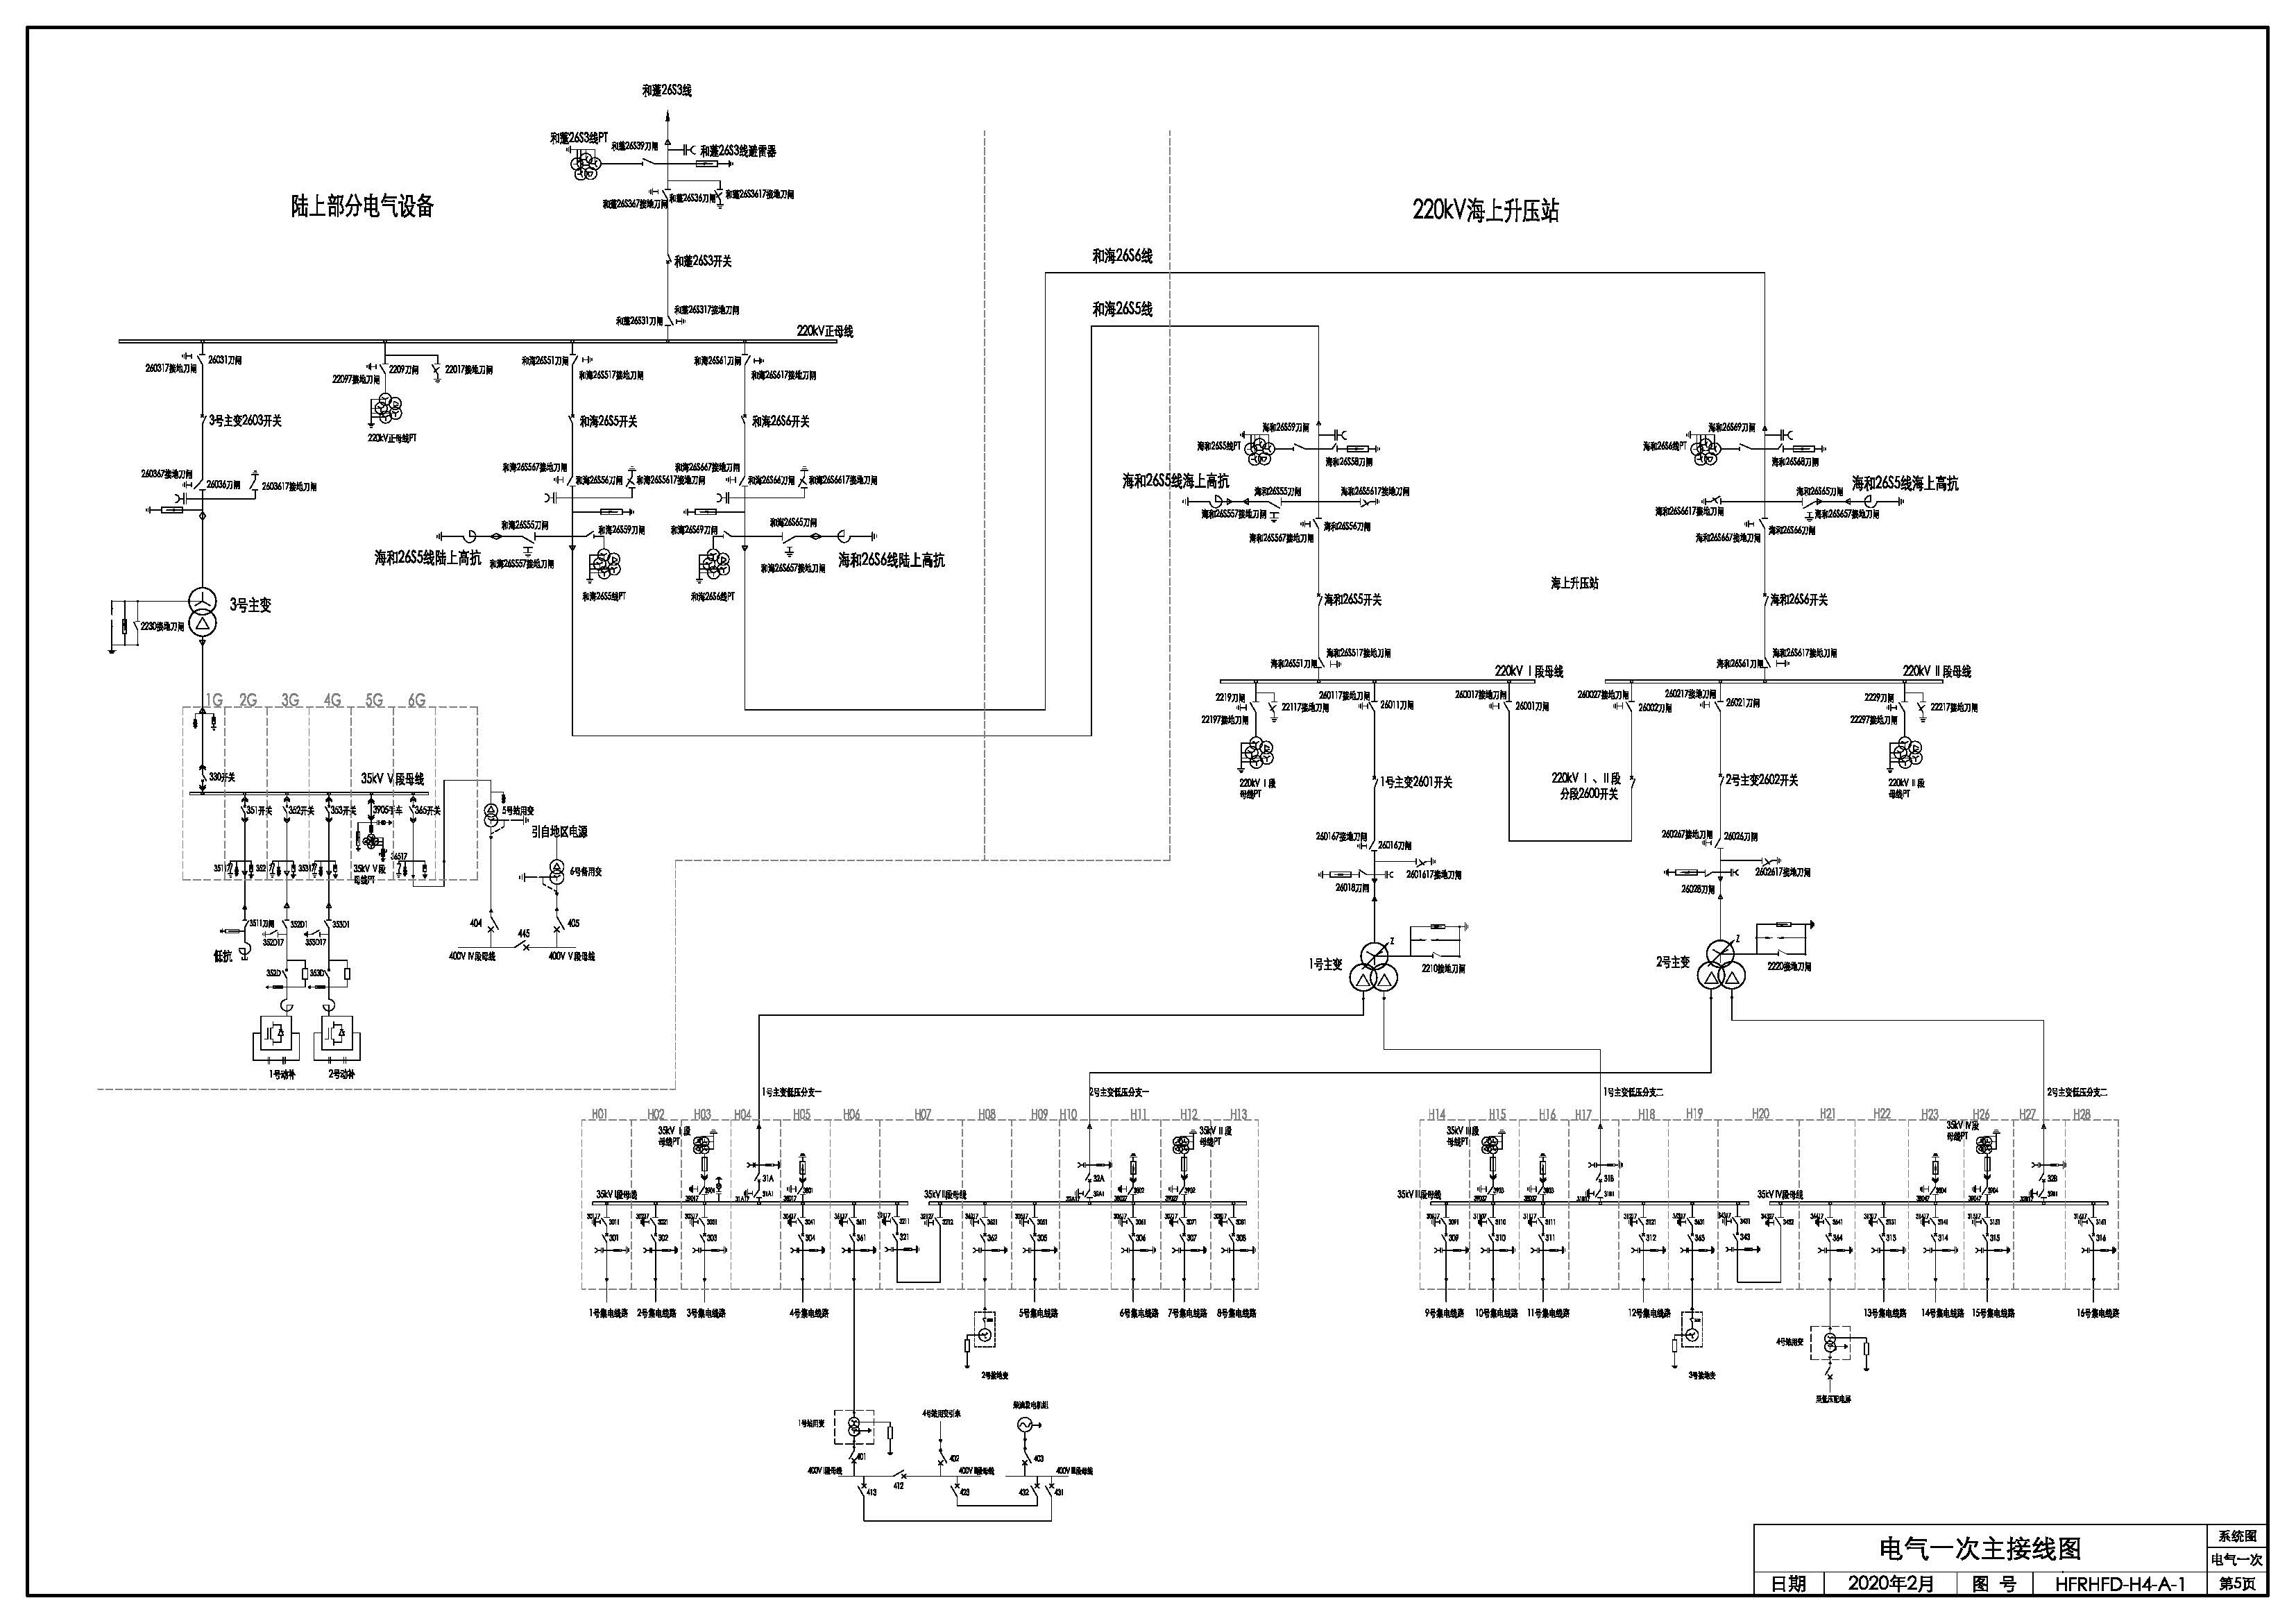 和蓬26S3线
和蓬26S3线PT
和蓬26S39刀闸
和蓬26S3线避雷器
和蓬26S367接地刀闸
和蓬26S36刀闸
和蓬26S3617接地刀闸
陆上部分电气设备
220kV海上升压站
和蓬26S3开关
和海26S6线
和海26S5线
和蓬26S317接地刀闸
和蓬26S31刀闸
220kV正母线
26031刀闸
260317接地刀闸
2209刀闸
22097接地刀闸
22017接地刀闸
220kV正母线PT
和海26S51刀闸
和海26S517接地刀闸
和海26S61刀闸
和海26S617接地刀闸
3号主变2603开关
和海26S5开关
和海26S6开关
260367接地刀闸
26036刀闸
2603617接地刀闸
和海26S567接地刀闸
和海26S56刀闸
和海26S5617接地刀闸
和海26S667接地刀闸
和海26S66刀闸
和海26S6617接地刀闸
和海26S55刀闸
和海26S59刀闸
和海26S69刀闸
和海26S65刀闸
海和26S5线陆上高抗
和海26S557接地刀闸
和海26S657接地刀闸
海和26S6线陆上高抗
和海26S5线PT
和海26S6线PT
3号主变
2230接地刀闸
海和26S59刀闸
海和26S5线PT
海和26S58刀闸
海和26S5线海上高抗
海和26S55刀闸
海和26S5617接地刀闸
海和26S557接地刀闸
海和26S56刀闸
海和26S567接地刀闸
海和26S69刀闸
海和26S6线PT
海和26S68刀闸
海和26S5线海上高抗
海和26S65刀闸
海和26S6617接地刀闸
海和26S657接地刀闸
海和26S66刀闸
海和26S667接地刀闸
海上升压站
海和26S5开关
海和26S6开关
海和26S517接地刀闸
海和26S51刀闸
海和26S617接地刀闸
海和26S61刀闸
220kV Ⅰ段母线
220kV Ⅱ段母线
2219刀闸
22197接地刀闸
22117接地刀闸
260117接地刀闸
26011刀闸
260017接地刀闸
26001刀闸
260027接地刀闸
26002刀闸
260217接地刀闸
26021刀闸
2229刀闸
22297接地刀闸
22217接地刀闸
220kV Ⅰ段
母线PT
1号主变2601开关
220kV Ⅰ、Ⅱ段
分段2600开关
2号主变2602开关
220kV Ⅱ段
母线PT
260167接地刀闸
26016刀闸
2601617接地刀闸
26018刀闸
260267接地刀闸
26026刀闸
2602617接地刀闸
26028刀闸
1号主变
Z
2210接地刀闸
2号主变
Z
2220接地刀闸
1G 2G 3G 4G 5G 6G
330开关
35kV Ⅴ段母线
351开关
352开关
353开关
3905手车
365开关
35117
35317
36517
35kV Ⅴ段
母线PT
5号站用变
引自地区电源
6号备用变
3511刀闸
352D1
353D1
352D17
353D17
低抗
352D
353D
1号动补
2号动补
404
445
405
400V Ⅳ段母线
400V Ⅴ段母线
1号主变低压分支一
2号主变低压分支一
1号主变低压分支二
2号主变低压分支二
H01 H02 H03 H04 H05 H06 H07 H08 H09 H10 H11 H12 H13
H14 H15 H16 H17 H18 H19 H20 H21 H22 H23 H26 H27 H28
35kV Ⅰ段
母线PT
35kV Ⅱ段
母线PT
35kV Ⅲ段
母线PT
35kV Ⅳ段
母线PT
31A
31A1
32A
32A1
31B
31B1
32B
32B1
35kV Ⅰ段母线
35kV Ⅱ段母线
35kV Ⅲ段母线
35kV Ⅳ段母线
3011 3021 3031 3041 3611 3211 3212 3621 3051 3061 3071 3081
301 302 303 304 361 321 362 305 306 307 308
3091 3110 3111 3121 3631 3431 3432 3641 3131 3141 3151 3161
309 310 311 312 365 343 364 313 314 315 316
1号集电线路
2号集电线路
3号集电线路
4号集电线路
5号集电线路
6号集电线路
7号集电线路
8号集电线路
9号集电线路
10号集电线路
11号集电线路
12号集电线路
13号集电线路
14号集电线路
15号集电线路
16号集电线路
2号接地变
3号接地变
4号站用变
至低压配电屏
1号站用变
4号站用变引来
柴油发电机组
401
402
403
400V Ⅰ段母线
400V Ⅱ段母线
400V Ⅲ段母线
412
413
423
432
431
电气一次主接线图
系统图
电气一次
日期
2020年2月
图 号
HFRHFD-H4-A-1
第5页